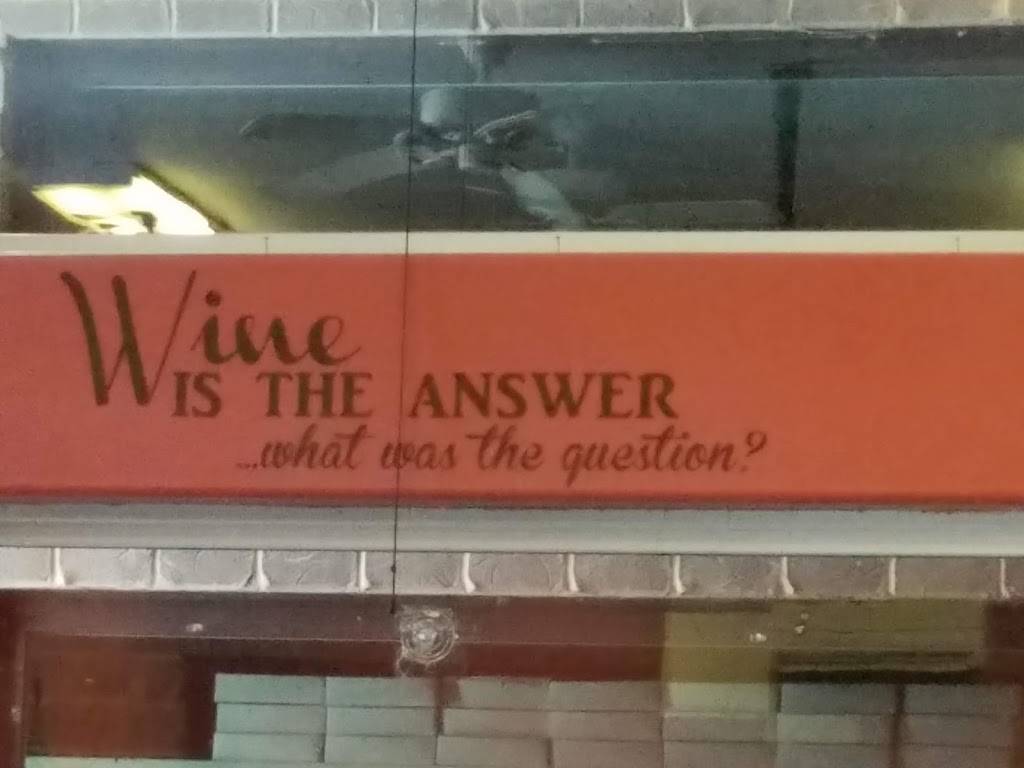 Wine
IS THE ANSWER
...what was the question?